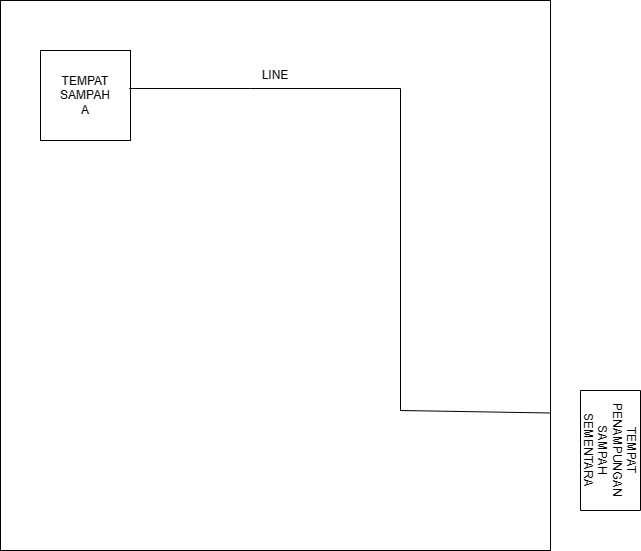 TEMPAT
SAMPAH
A
LINE
TEMPAT
PENAMPUNGAN
SAMPAH
SEMENTARA